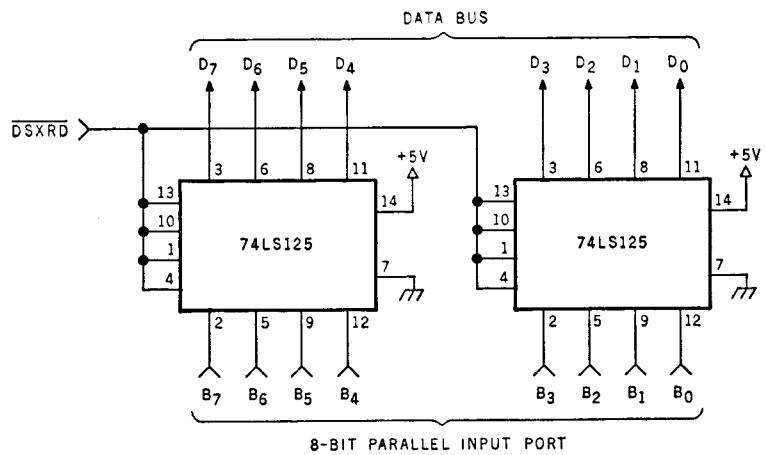 DATA BUS
D7 D6 D5 D4 D3 D2 D1 D0
DSXRD
3 6 8 11 +5V 3 6 8 11 +5V
13 14 13 14
10 10
74LS125 74LS125
1 7 1 7
4 4
2 5 9 12 2 5 9 12
B7 B6 B5 B4 B3 B2 B1 B0
8-BIT PARALLEL INPUT PORT